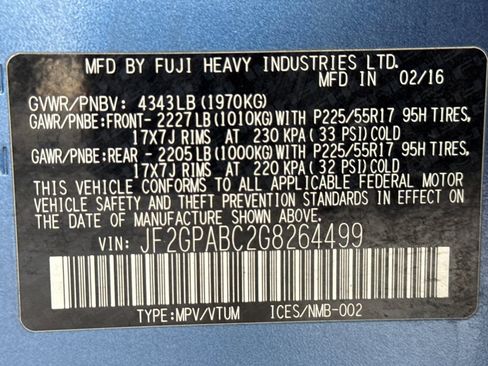 MFD BY FUJI HEAVY INDUSTRIES LTD.
MFD IN 02/16
GVWR/PNBV: 4343LB(1970KG)
GAWR/PNBE:FRONT- 2227LB(1010KG)WITH P225/55R17 95H TIRES,
17X7J RIMS AT 230 KPA(33 PSI)COLD
GAWR/PNBE:REAR - 2205LB(1000KG)WITH P225/55R17 95H TIRES,
17X7J RIMS AT 220 KPA(32 PSI)COLD
THIS VEHICLE CONFORMS TO ALL APPLICABLE FEDERAL MOTOR
VEHICLE SAFETY AND THEFT PREVENTION STANDARDS IN EFFECT ON
THE DATE OF MANUFACTURE SHOWN ABOVE.
VIN: JF2GPABC2G8264499
TYPE:MPV/VTUM ICES/NMB-002